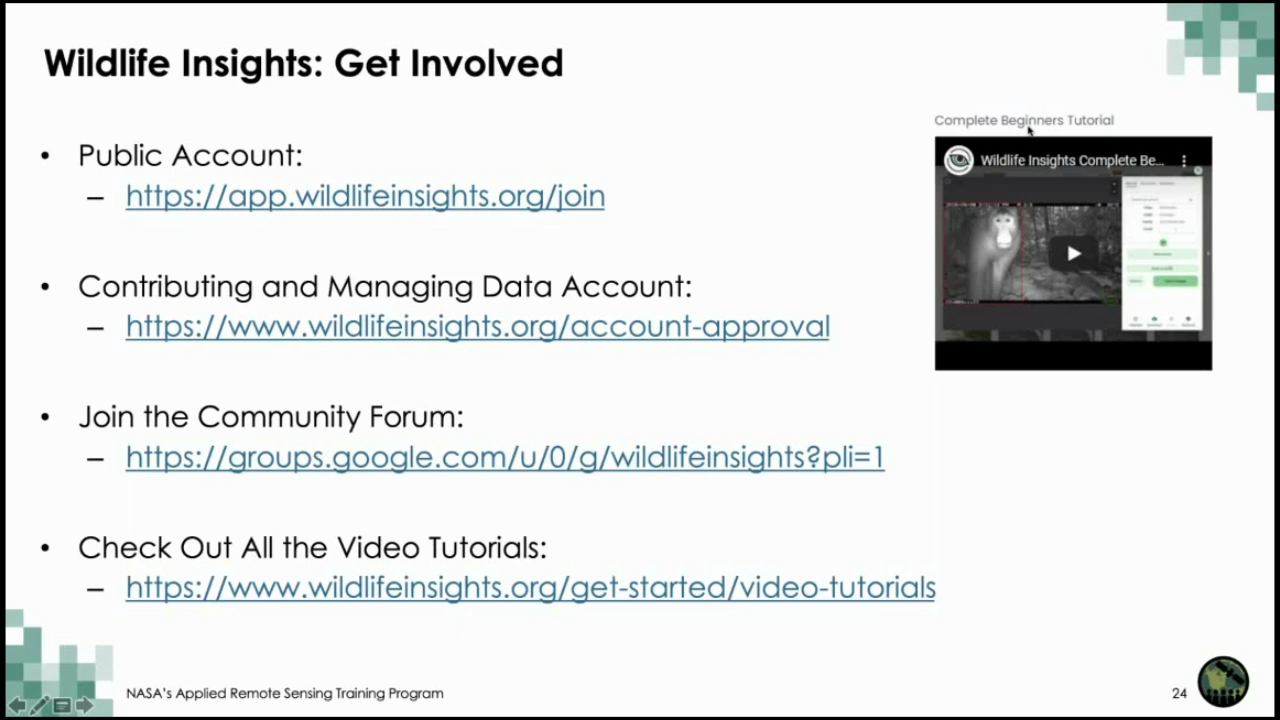 Wildlife Insights: Get Involved
• Public Account:
– https://app.wildlifeinsights.org/join
• Contributing and Managing Data Account:
– https://www.wildlifeinsights.org/account-approval
• Join the Community Forum:
– https://groups.google.com/u/0/g/wildlifeinsights?pli=1
• Check Out All the Video Tutorials:
– https://www.wildlifeinsights.org/get-started/video-tutorials
Complete Beginners Tutorial
Wildlife Insights Complete Be...
NASA's Applied Remote Sensing Training Program
24